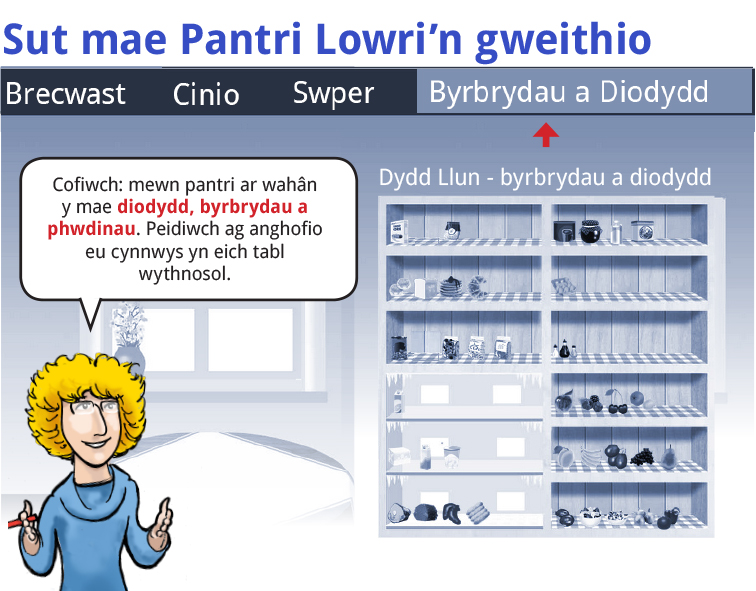 Sut mae Pantri Lowri’n gweithio
Brecwast Cinio Swper Byrbrydau a Diodydd
Cofiwch: mewn pantri ar wahân
y mae diodydd, byrbrydau a
phwdinau. Peidiwch ag anghofio
eu cynnwys yn eich tabl
wythnosol.
Dydd Llun - byrbrydau a diodydd